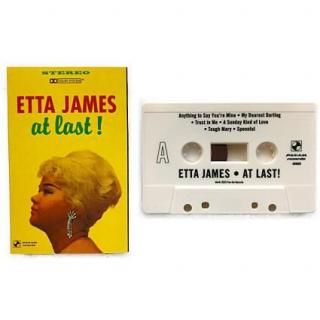 STEREO
ETTA JAMES
at last!
Anything to Say You're Mine • My Dearest Darling
• Trust in Me • A Sunday Kind of Love
• Tough Mary • Spoonful
A
ETTA JAMES • AT LAST!